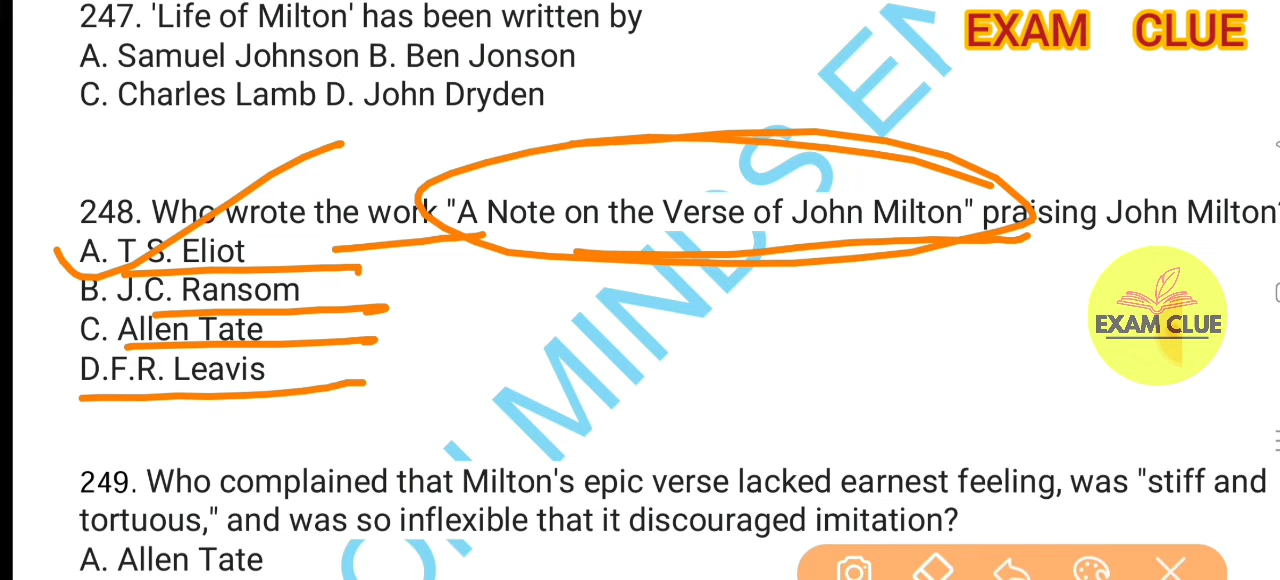 EXAM CLUE
247. 'Life of Milton' has been written by
A. Samuel Johnson B. Ben Jonson
C. Charles Lamb D. John Dryden
248. Who wrote the work "A Note on the Verse of John Milton" praising John Milton?
A. T.S. Eliot
B. J.C. Ransom
C. Allen Tate
D.F.R. Leavis
EXAM CLUE
249. Who complained that Milton's epic verse lacked earnest feeling, was "stiff and
tortuous," and was so inflexible that it discouraged imitation?
A. Allen Tate